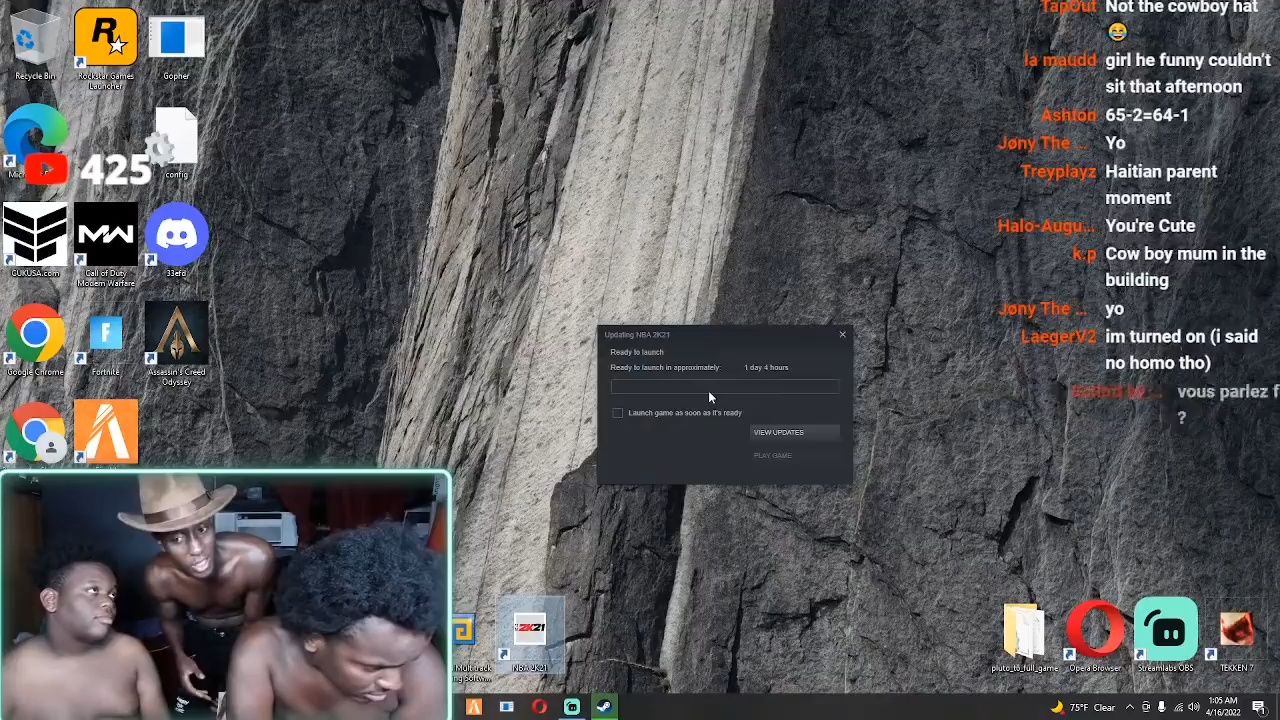 Recycle Bin
Rockstar Games
Launcher
Gopher
425
config
GUKUSA.com
Call of Duty
Modern Warfare
33efd
Google Chrome
Fortnite
Assassin's Creed
Odyssey
Updating NBA 2K21
Ready to launch
Ready to launch in approximately: 1 day 4 hours
Launch game as soon as it's ready
VIEW UPDATES
PLAY GAME
TapOut Not the cowboy hat
😂
la maudd girl he funny couldn't
sit that afternoon
Ashton 65-2=64-1
Jøny The ... Yo
Treyplayz Haitian parent
moment
Halo-Augu... You're Cute
k.p Cow boy mum in the
building
Jøny The ... yo
LaegerV2 im turned on (i said
no homo tho)
vous parlez f
?
2K21
NBA 2K21
pluto_t6_full_game
Opera Browser
Streamlabs OBS
TEKKEN 7
75°F Clear
1:05 AM
4/16/2022